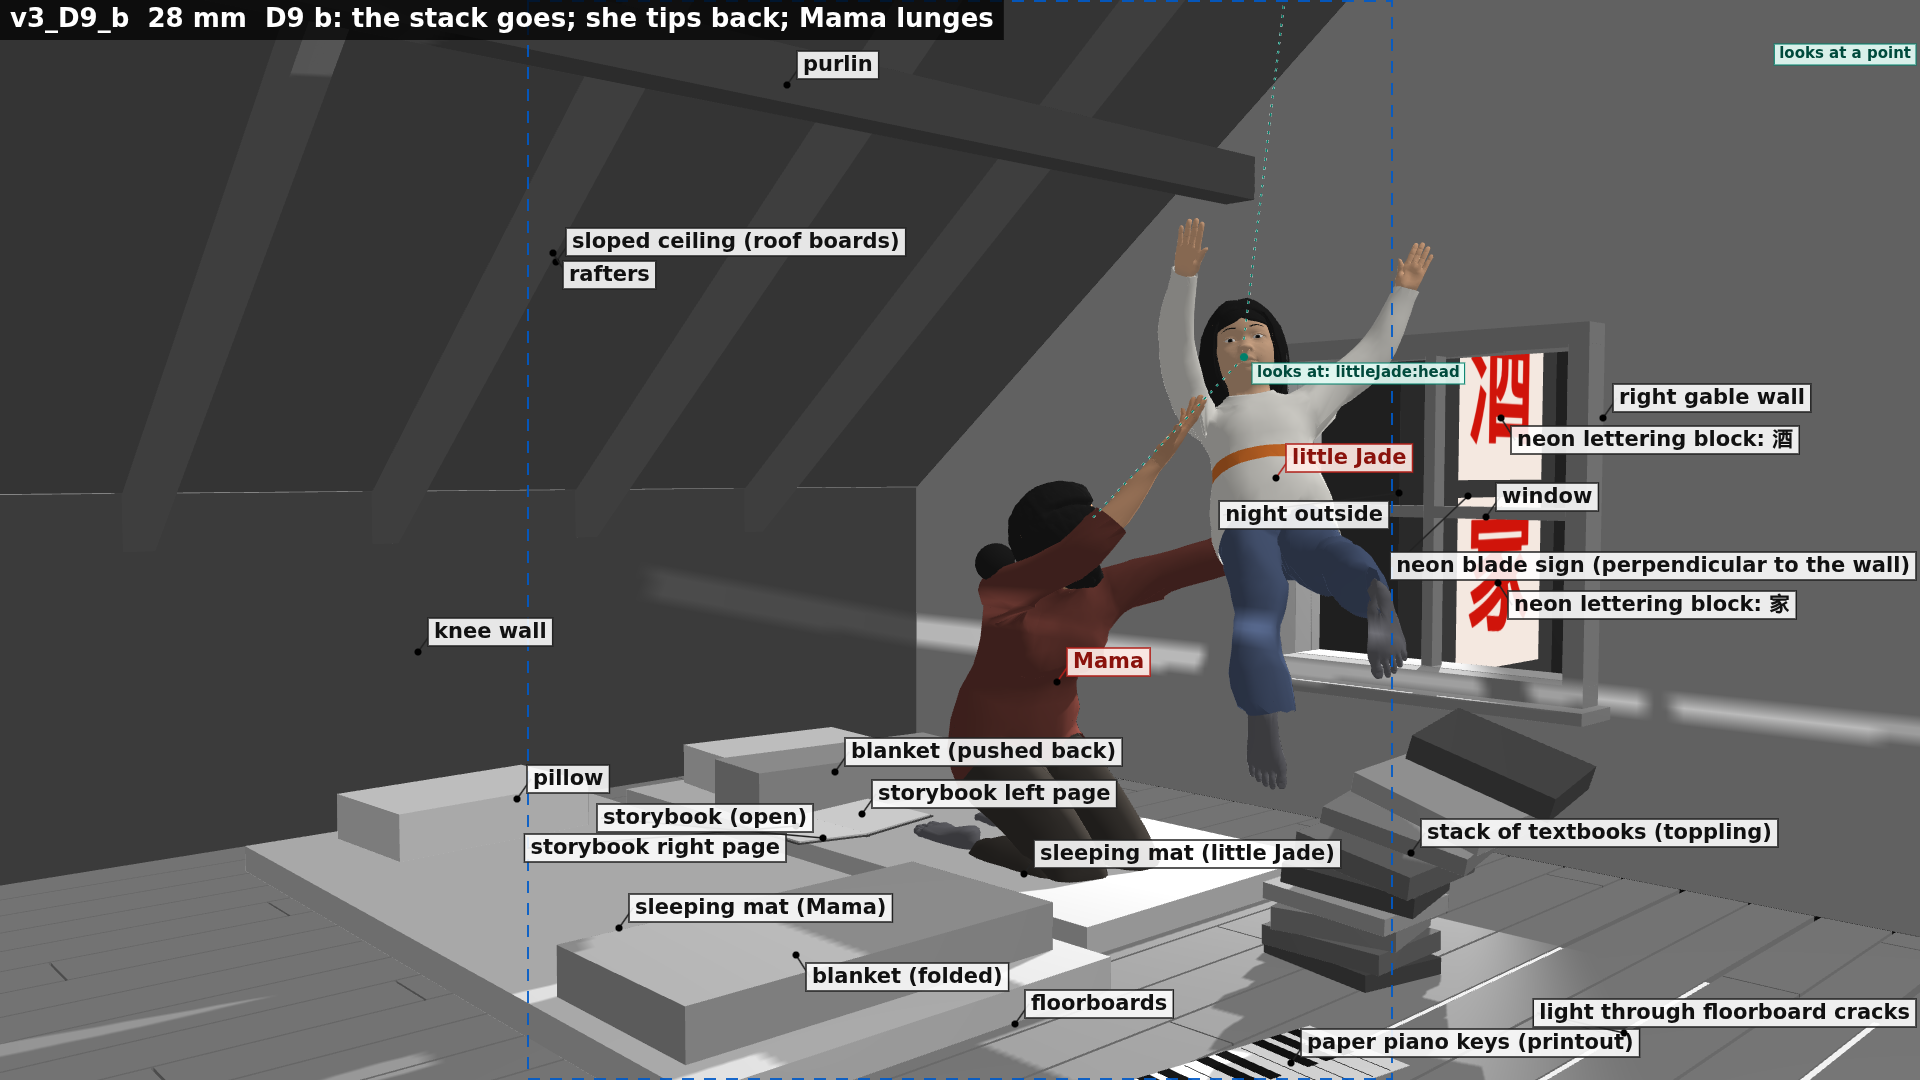 v3_D9_b  28 mm  D9 b: the stack goes; she tips back; Mama lunges
looks at a point
purlin
sloped ceiling (roof boards)
rafters
looks at: littleJade:head
right gable wall
酒
neon lettering block: 酒
little Jade
window
night outside
neon blade sign (perpendicular to the wall)
家
neon lettering block: 家
knee wall
Mama
blanket (pushed back)
pillow
storybook left page
storybook (open)
stack of textbooks (toppling)
storybook right page
sleeping mat (little Jade)
sleeping mat (Mama)
blanket (folded)
floorboards
light through floorboard cracks
paper piano keys (printout)